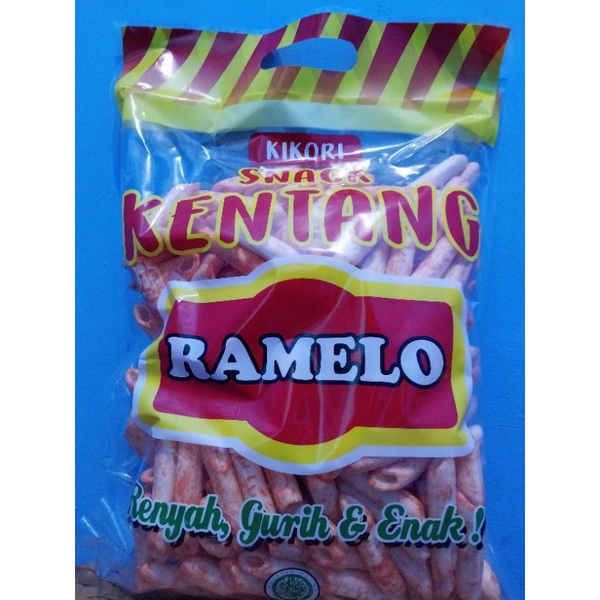 KIKORI
SNACK
KENTANG
RAMELO
Renyah, Gurih & Enak !